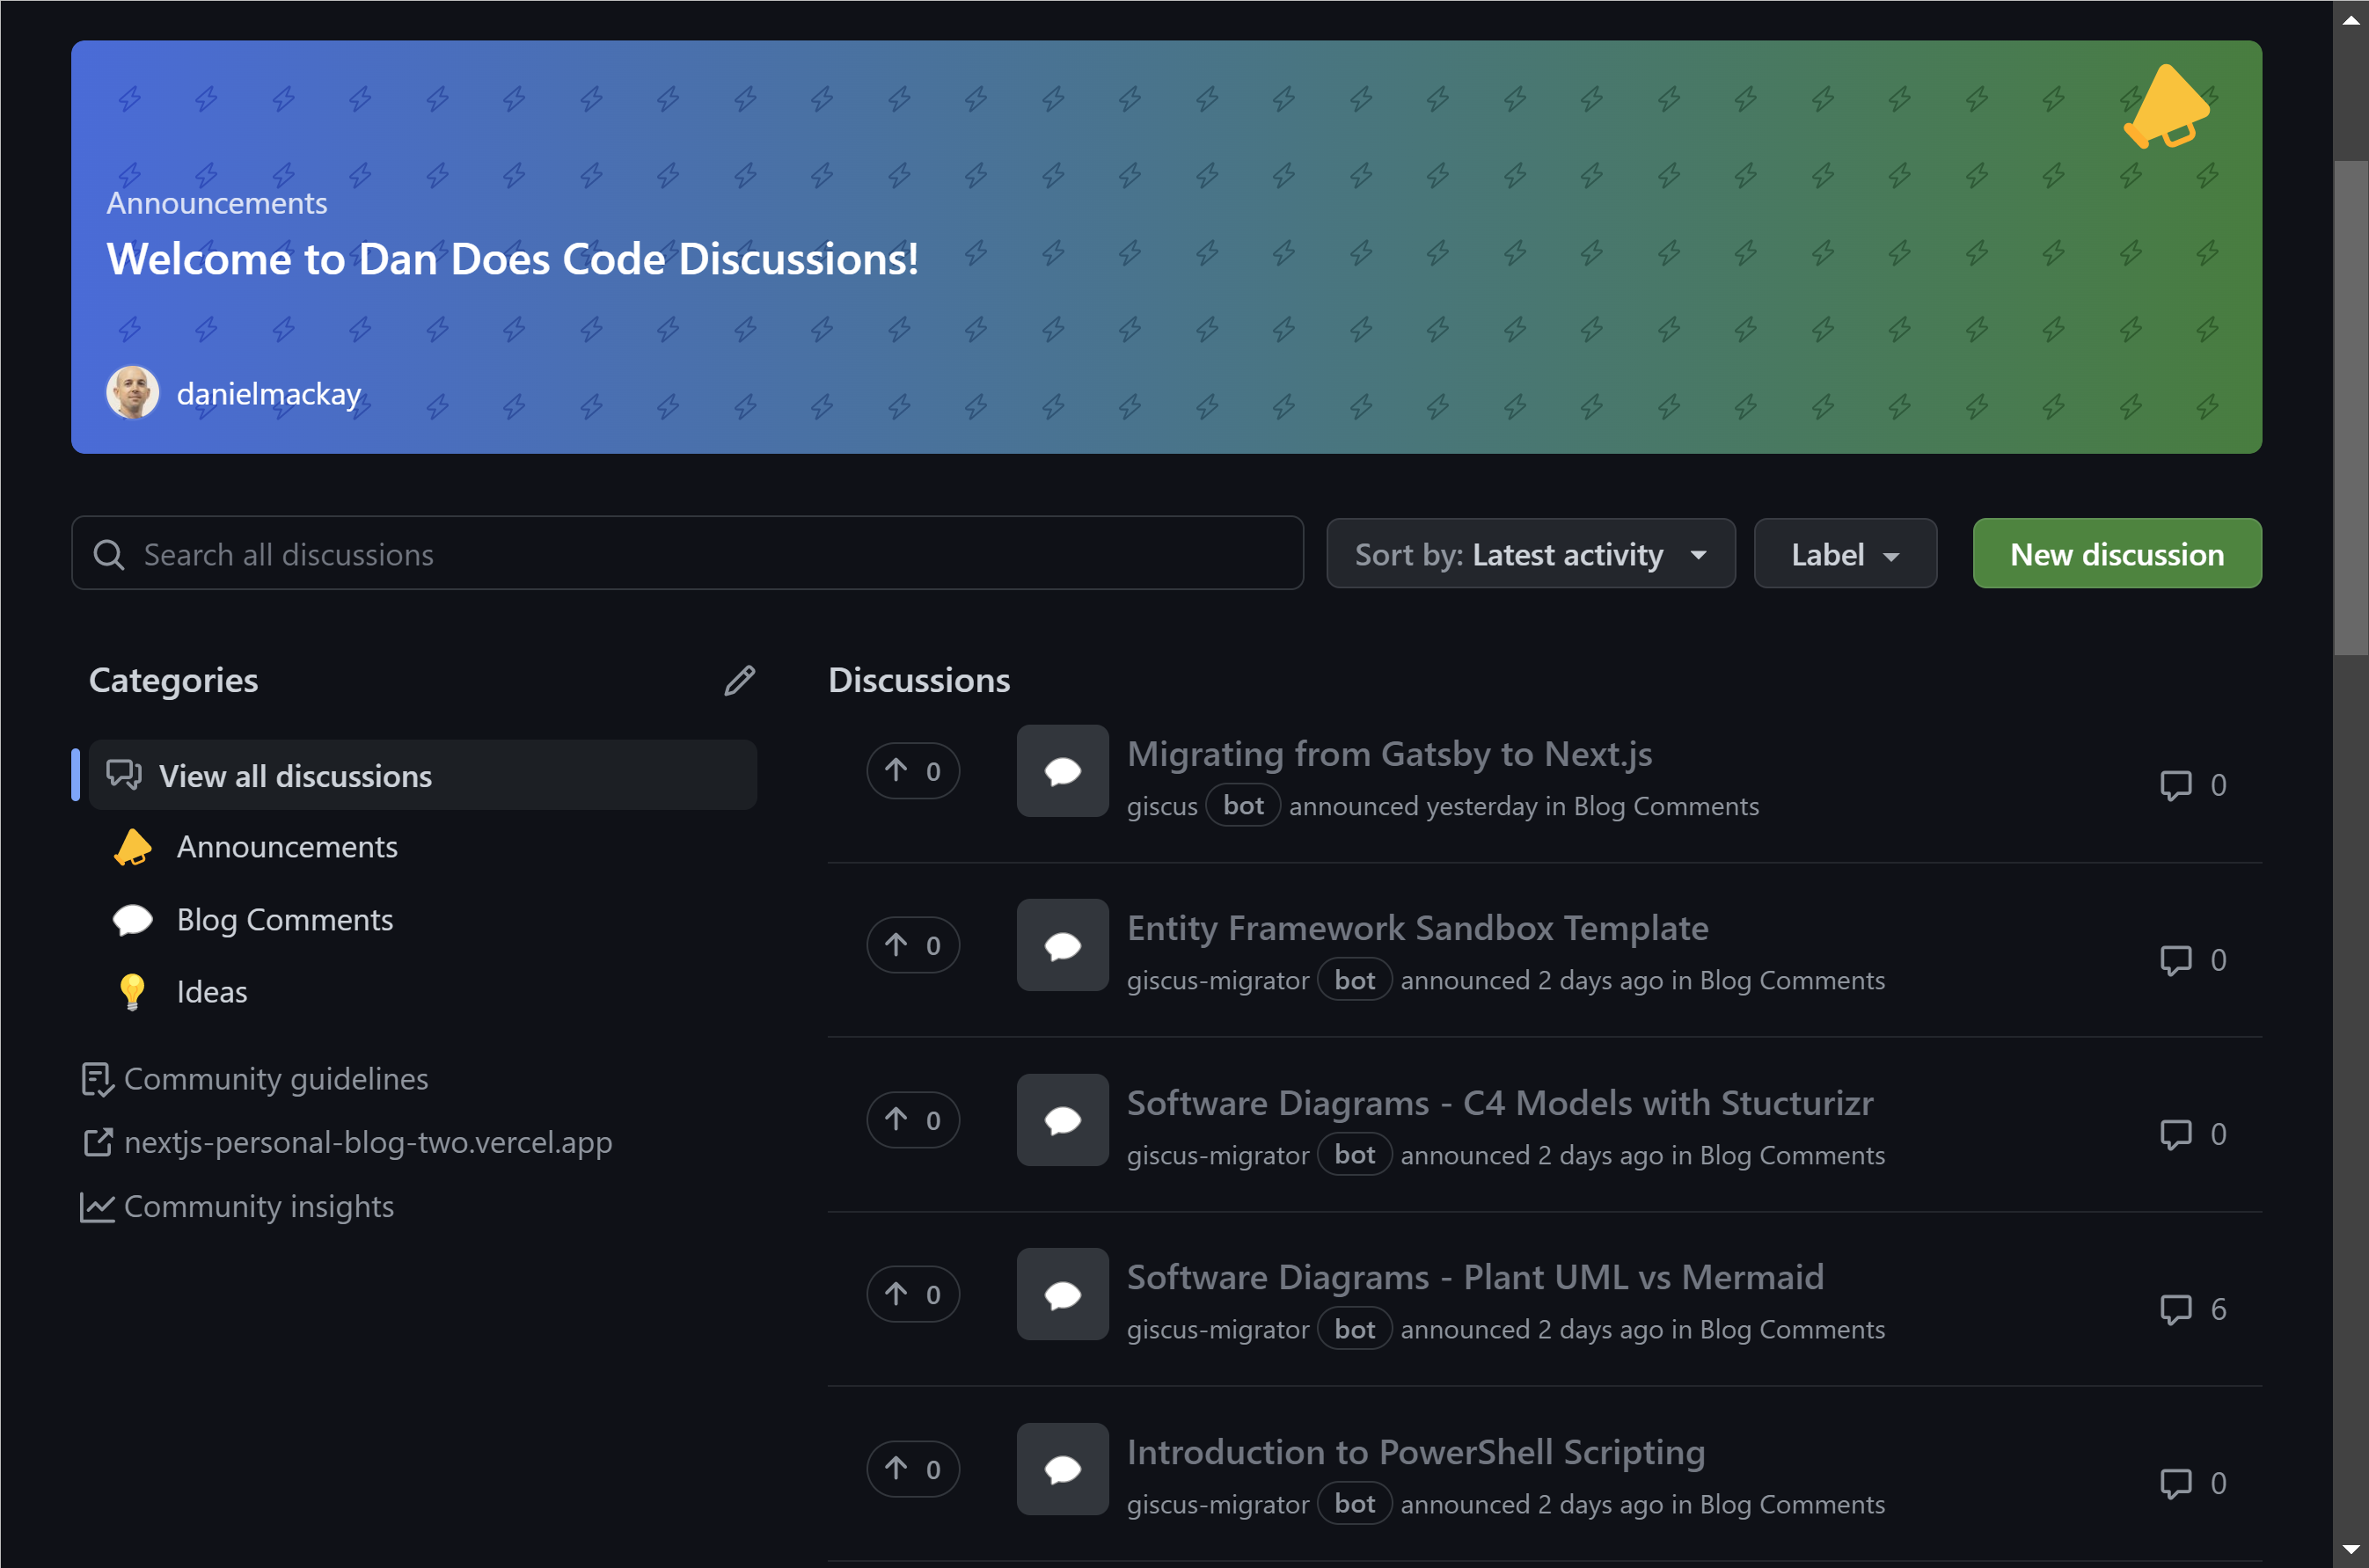 Announcements
Welcome to Dan Does Code Discussions!
danielmackay
Search all discussions
Sort by: Latest activity
Label
New discussion
Categories
View all discussions
Announcements
Blog Comments
Ideas
Community guidelines
nextjs-personal-blog-two.vercel.app
Community insights
Discussions
0
Migrating from Gatsby to Next.js
giscus bot announced yesterday in Blog Comments
0
0
Entity Framework Sandbox Template
giscus-migrator bot announced 2 days ago in Blog Comments
0
0
Software Diagrams - C4 Models with Stucturizr
giscus-migrator bot announced 2 days ago in Blog Comments
0
0
Software Diagrams - Plant UML vs Mermaid
giscus-migrator bot announced 2 days ago in Blog Comments
6
0
Introduction to PowerShell Scripting
giscus-migrator bot announced 2 days ago in Blog Comments
0